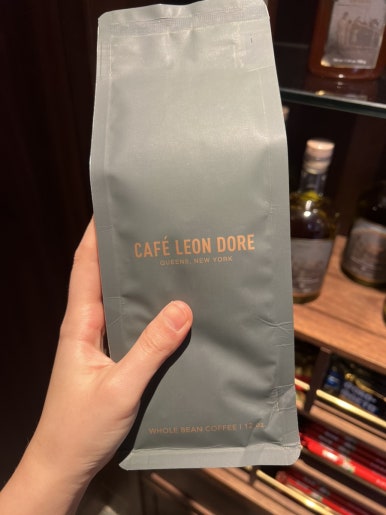 CAFÉ LEON DORE
QUEENS, NEW YORK
WHOLE BEAN COFFEE | 12 oz